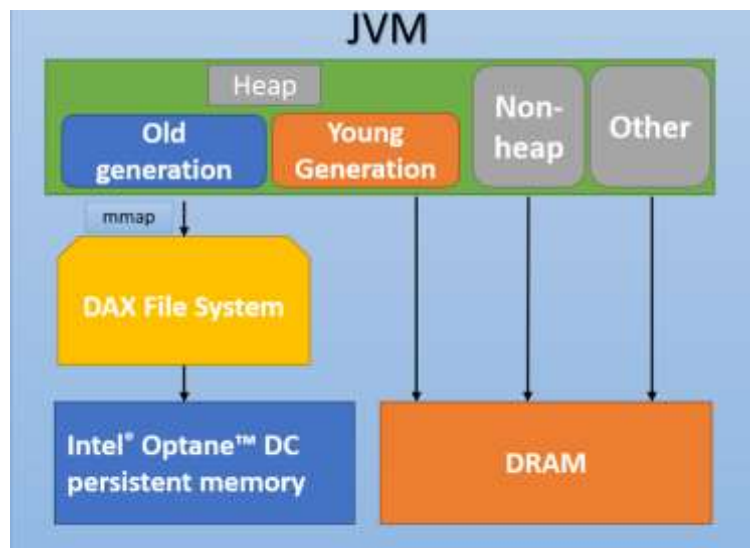 JVM
Heap
Old
generation
Young
Generation
Non-
heap
Other
mmap
DAX File System
Intel® Optane™ DC
persistent memory
DRAM